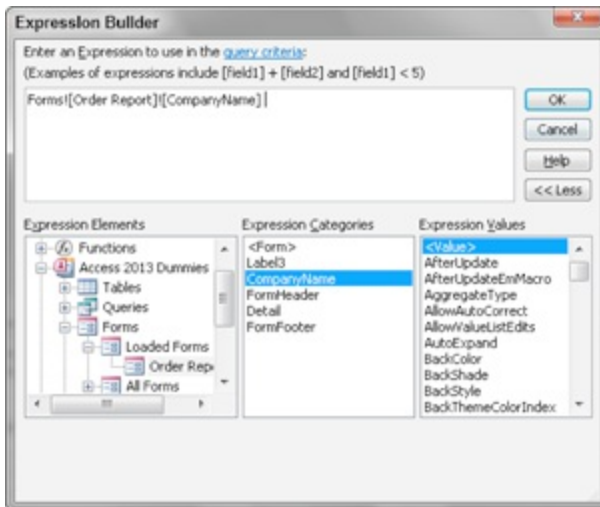 Expression Builder
Enter an Expression to use in the query criteria:
(Examples of expressions include [field1] + [field2] and [field1] < 5)
Forms![Order Report]![CompanyName]
OK
Cancel
Help
<< Less
Expression Elements
Functions
Access 2013 Dummies
Tables
Queries
Forms
Loaded Forms
Order Rep
All Forms
Expression Categories
<Form>
Label3
CompanyName
FormHeader
Detail
FormFooter
Expression Values
<Value>
AfterUpdate
AfterUpdateEmMacro
AggregateType
AllowAutoCorrect
AllowValueListEdits
AutoExpand
BackColor
BackShade
BackStyle
BackThemeColorIndex